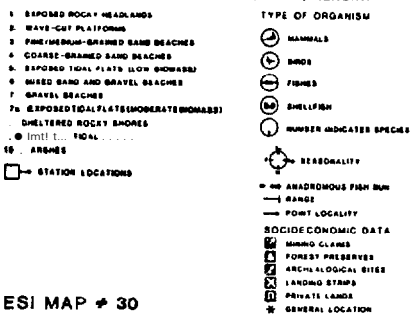 1 EXPOSED ROCKY HEADLANDS
2. WAVE-CUT PLATFORMS
3 FINE/MEDIUM-GRAINED SAND BEACHES
4 COARSE-GRAINED SAND BEACHES
5. EXPOSED TIDAL FLATS (LOW BIOMASS)
6 MIXED SAND AND GRAVEL BEACHES
7 GRAVEL BEACHES
7a (EXPOSED TIDAL FLATS (MODERATE BIOMASS)
. SHELTERED ROCKY SHORES
. ● Imt! t... TIDAL
10 . ARSHES
STATION LOCATIONS
ESI MAP # 30
TYPE OF ORGANISM
MAMMALS
BIRDS
FISHES
SHELLFISH
NUMBER INDICATES SPECIES
SEASONALITY
ANADROMOUS FISH RUN
RANGE
POINT LOCALITY
SOCIOECONOMIC DATA
MINING CLAIMS
FOREST PRESERVES
ARCHEALOGICAL SITES
LANDING STRIPS
PRIVATE LANDS
GENERAL LOCATION